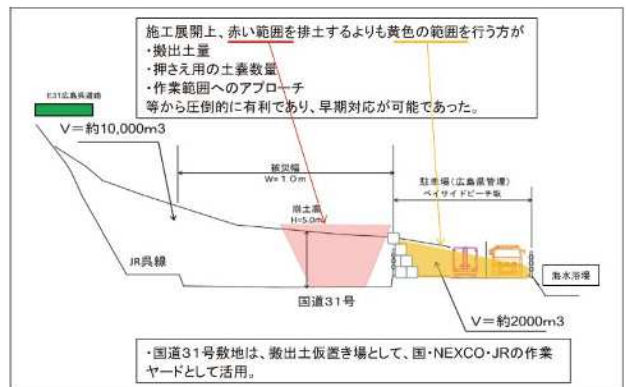 施工展開上、赤い範囲を排土するよりも黄色の範囲を行う方が
・搬出土量
・押さえ用の土嚢数量
・作業範囲へのアプローチ
等から圧倒的に有利であり、早期対応が可能であった。
E31広島呉道路
V=約10,000m3
被災幅
W=10m
駐車場(広島県管理)
ベイサイドビーチ坂
崩土高
H=5.0m
JR呉線
国道31号
海水浴場
V=約2000m3
・国道31号敷地は、搬出土仮置き場として、国・NEXCO・JRの作業
ヤードとして活用。